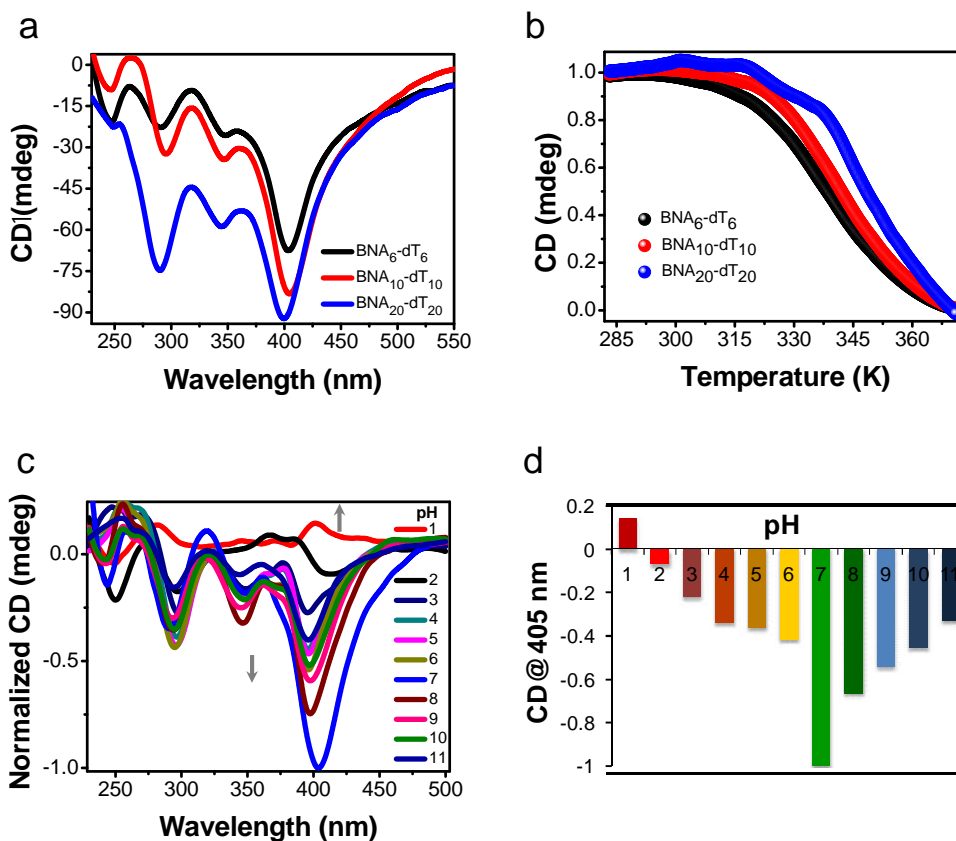 a
0
-15
-30
-45
-60
-75
-90
CD](mdeg)
BNA6-dT6
BNA10-dT10
BNA20-dT20
250 300 350 400 450 500 550
Wavelength (nm)
b
1.0
0.8
0.6
0.4
0.2
0.0
CD (mdeg)
BNA6-dT6
BNA10-dT10
BNA20-dT20
285 300 315 330 345 360
Temperature (K)
c
0.0
-0.5
-1.0
Normalized CD (mdeg)
pH
1
2
3
4
5
6
7
8
9
10
11
250 300 350 400 450 500
Wavelength (nm)
d
0.2
0
-0.2
-0.4
-0.6
-0.8
-1
CD@405 nm
pH
1 2 3 4 5 6 7 8 9 10 11